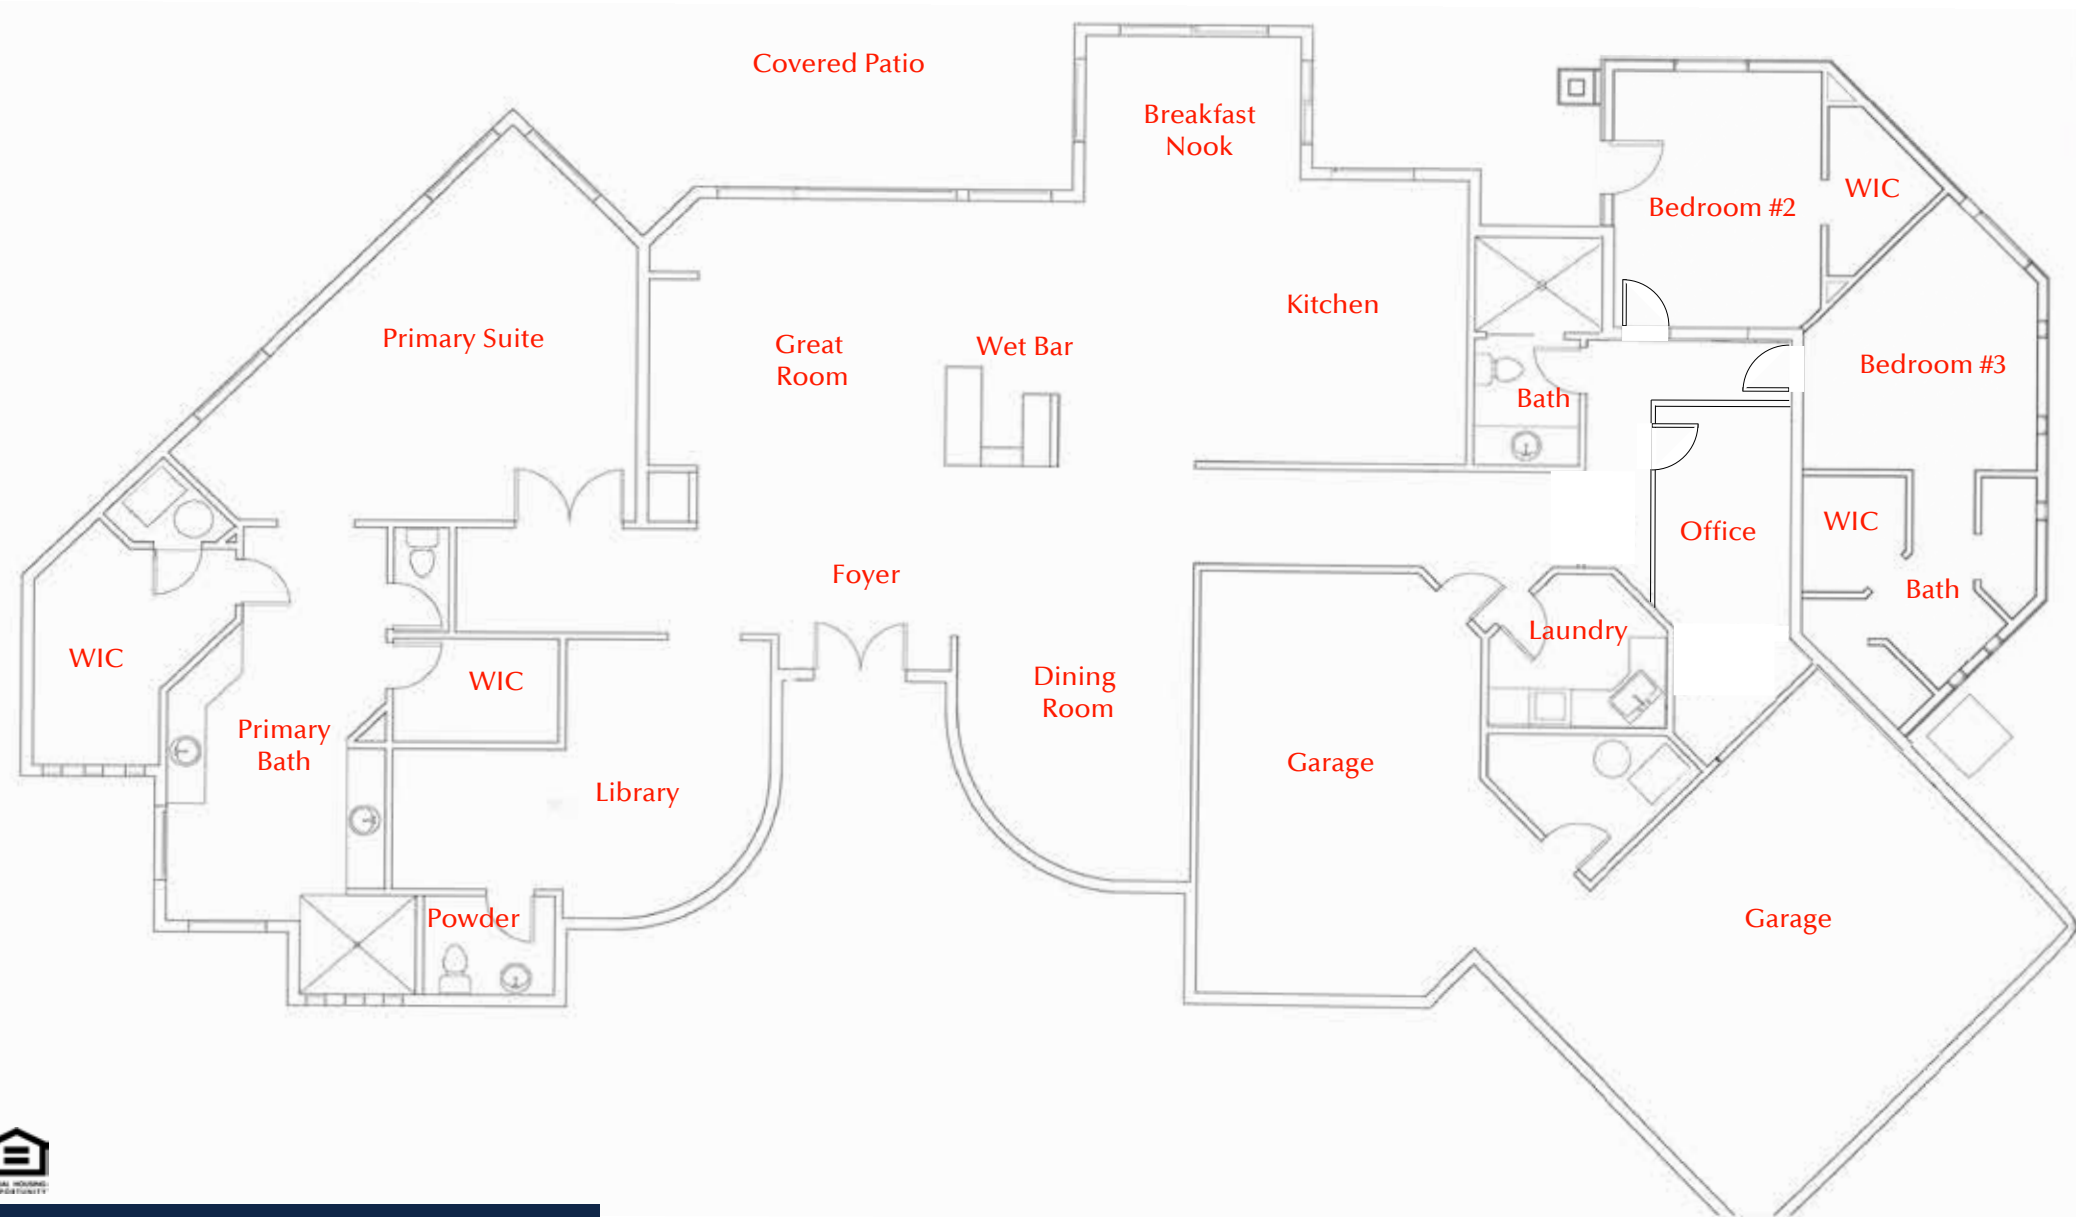 Covered Patio
Breakfast
Nook
WIC
Bedroom #2
Kitchen
Primary Suite
Great
Room
Wet Bar
Bedroom #3
Bath
WIC
Office
Foyer
Bath
Laundry
WIC
WIC
Dining
Room
Primary
Bath
Garage
Library
Powder
Garage
HOUSING